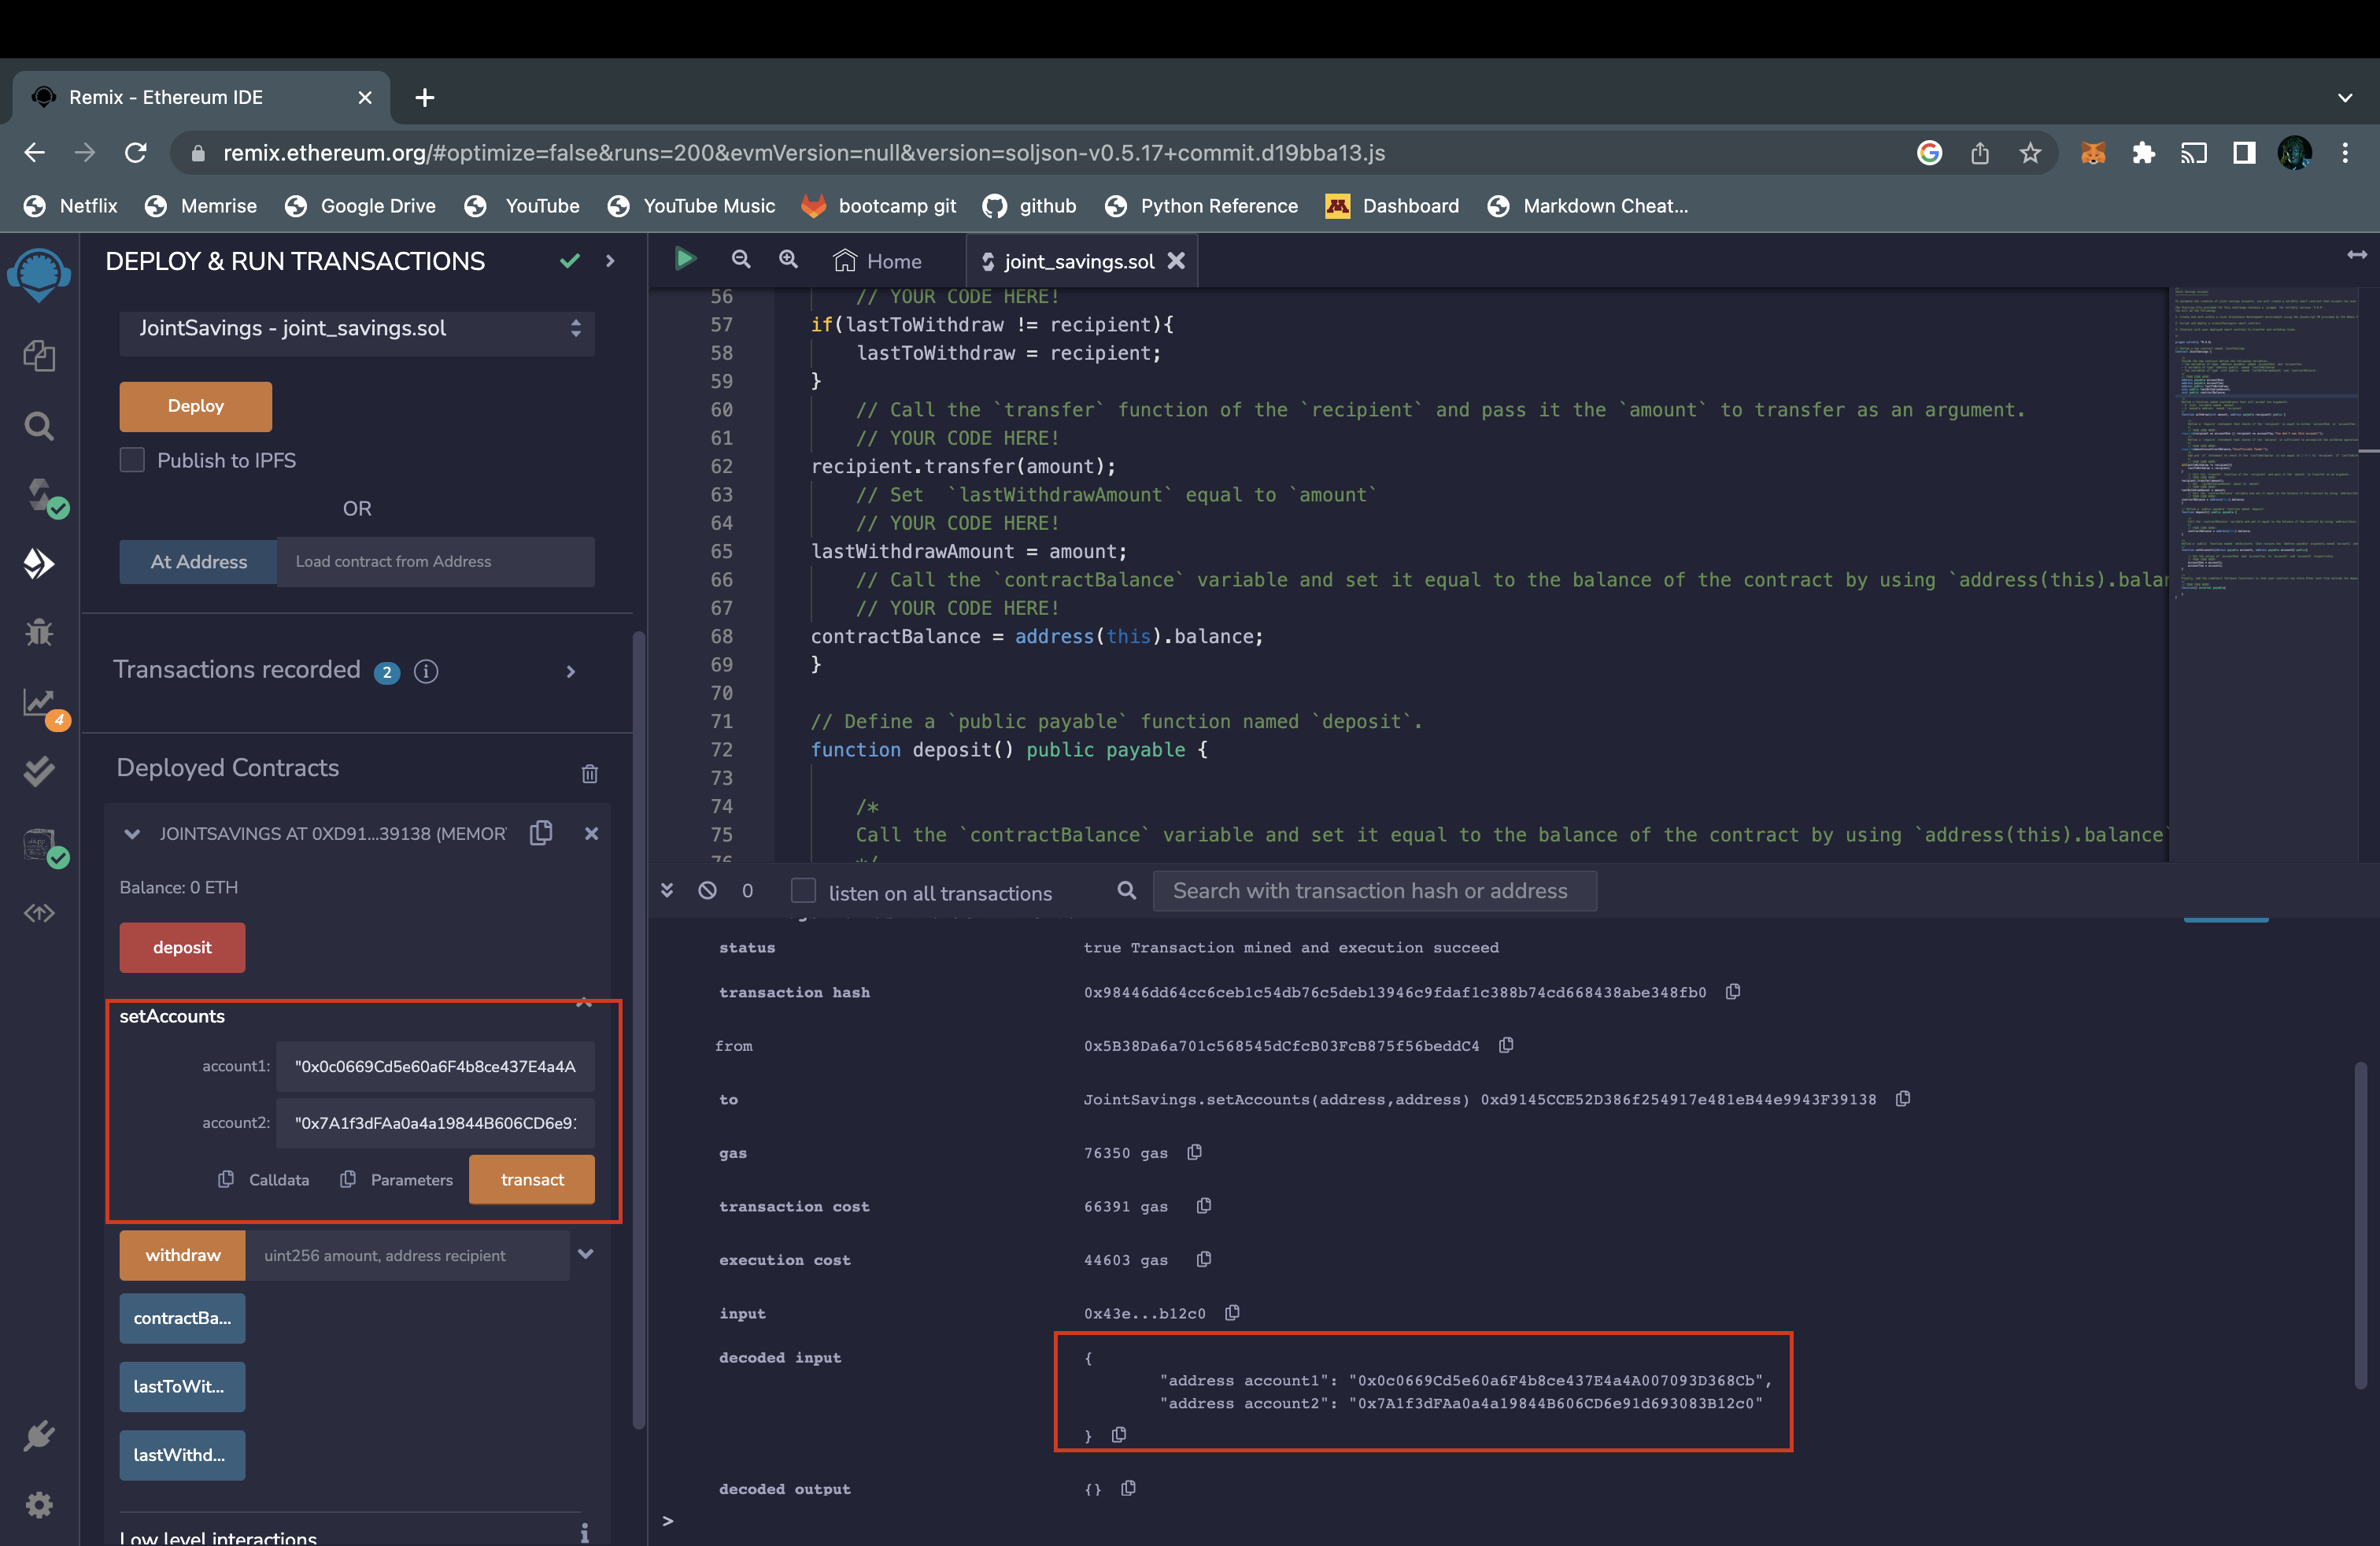 Remix - Ethereum IDE
remix.ethereum.org/#optimize=false&runs=200&evmVersion=null&version=soljson-v0.5.17+commit.d19bba13.js
Netflix Memrise Google Drive YouTube YouTube Music bootcamp git github Python Reference Dashboard Markdown Cheat...
DEPLOY & RUN TRANSACTIONS
JointSavings - joint_savings.sol
Deploy
Publish to IPFS
OR
At Address Load contract from Address
Transactions recorded 2
4
Deployed Contracts
JOINTSAVINGS AT 0XD91...39138 (MEMOR
Balance: 0 ETH
deposit
setAccounts
account1: "0x0c0669Cd5e60a6F4b8ce437E4a4A
account2: "0x7A1f3dFAa0a4a19844B606CD6e91
Calldata Parameters transact
withdraw uint256 amount, address recipient
contractBa...
lastToWit...
lastWithd...
Low level interactions
Home joint_savings.sol
56 // YOUR CODE HERE!
57 if(lastToWithdraw != recipient){
58 lastToWithdraw = recipient;
59 }
60 // Call the `transfer` function of the `recipient` and pass it the `amount` to transfer as an argument.
61 // YOUR CODE HERE!
62 recipient.transfer(amount);
63 // Set  `lastWithdrawAmount` equal to `amount`
64 // YOUR CODE HERE!
65 lastWithdrawAmount = amount;
66 // Call the `contractBalance` variable and set it equal to the balance of the contract by using `address(this).balan
67 // YOUR CODE HERE!
68 contractBalance = address(this).balance;
69 }
70
71 // Define a `public payable` function named `deposit`.
72 function deposit() public payable {
73
74 /*
75 Call the `contractBalance` variable and set it equal to the balance of the contract by using `address(this).balance`
76 */
0 listen on all transactions Search with transaction hash or address
status true Transaction mined and execution succeed
transaction hash 0x98446dd64cc6ceb1c54db76c5deb13946c9fdaf1c388b74cd668438abe348fb0
from 0x5B38Da6a701c568545dCfcB03FcB875f56beddC4
to JointSavings.setAccounts(address,address) 0xd9145CCE52D386f254917e481eB44e9943F39138
gas 76350 gas
transaction cost 66391 gas
execution cost 44603 gas
input 0x43e...b12c0
decoded input {
"address account1": "0x0c0669Cd5e60a6F4b8ce437E4a4A007093D368Cb",
"address account2": "0x7A1f3dFAa0a4a19844B606CD6e91d693083B12c0"
}
decoded output {}
>